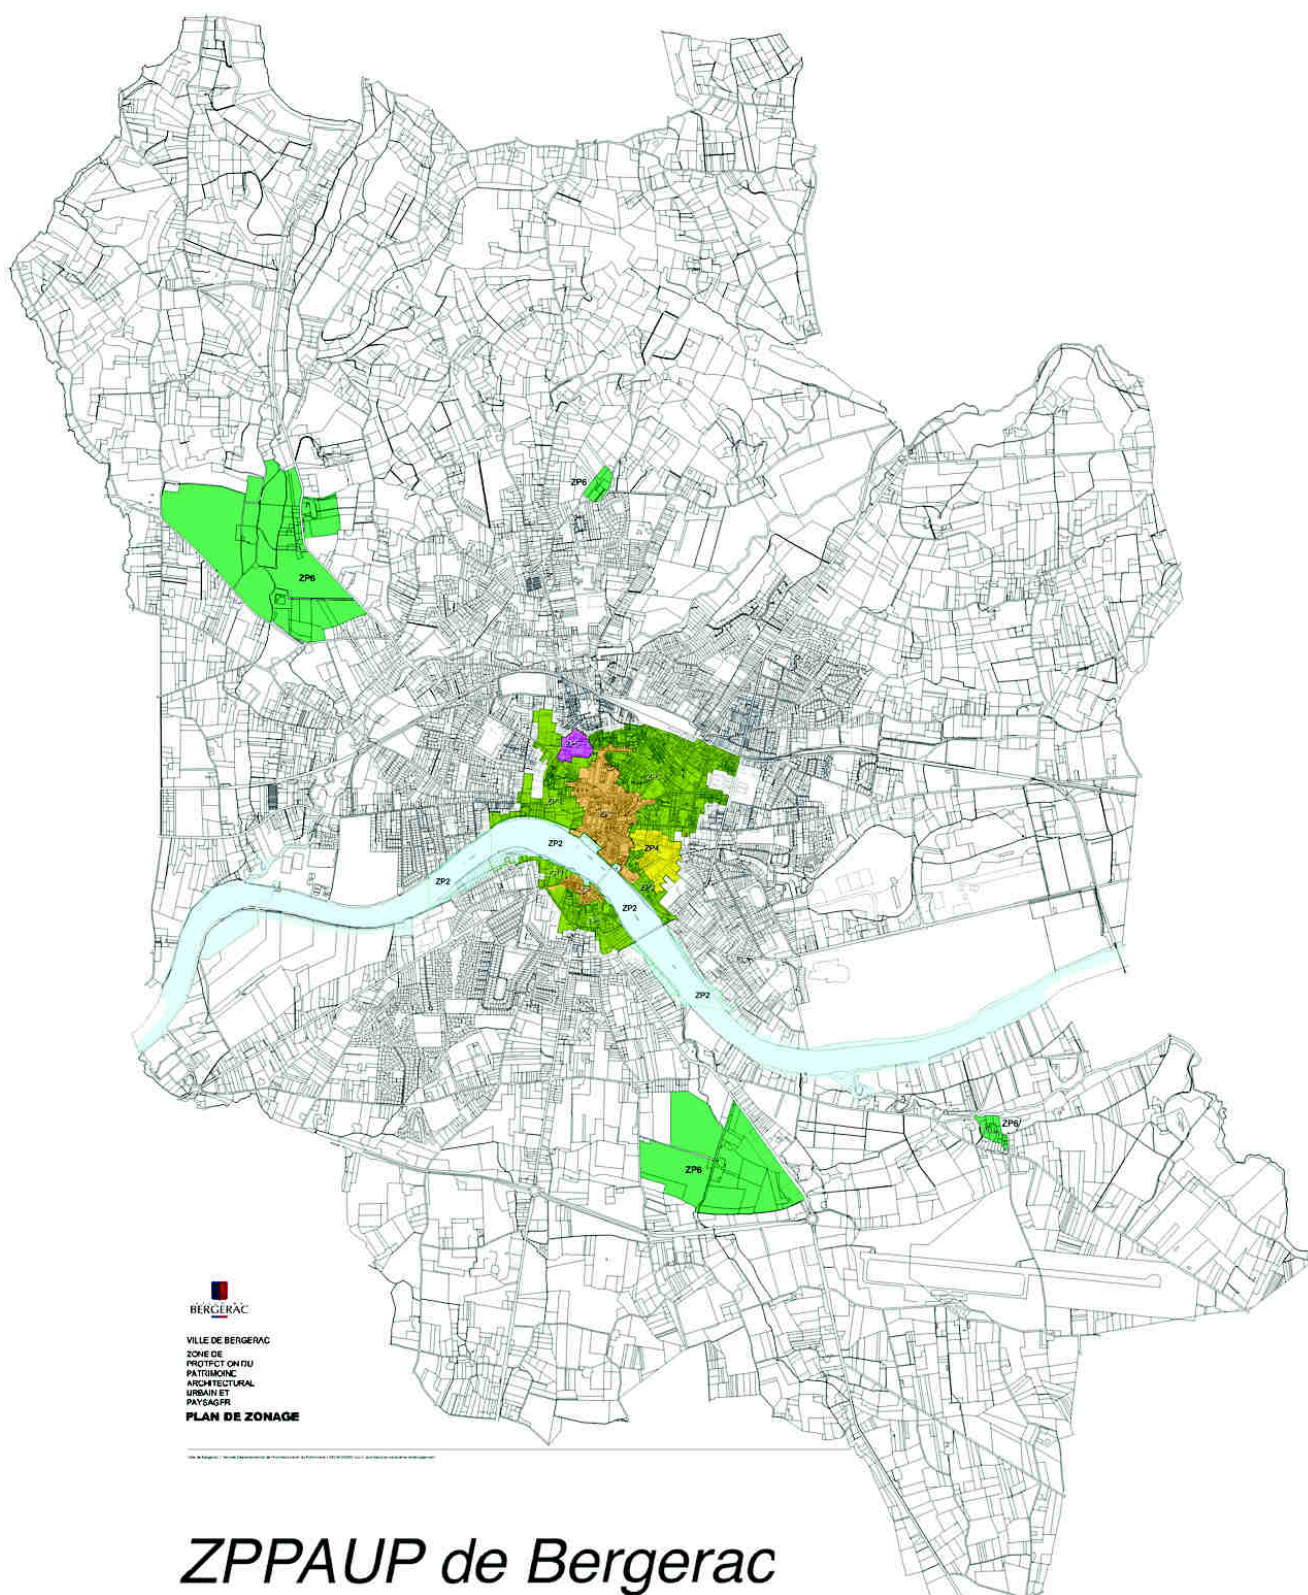 ZP6
ZP6
ZP2
ZP4
ZP2
ZP2
ZP2
ZP6
ZP6
BERGERAC
VILLE DE BERGERAC
ZONE DE
PROTECT ON DU
PATRIMOINE
ARCHITECTURAL
URBAIN ET
PAYSAGER
PLAN DE ZONAGE
ZPPAUP de Bergerac